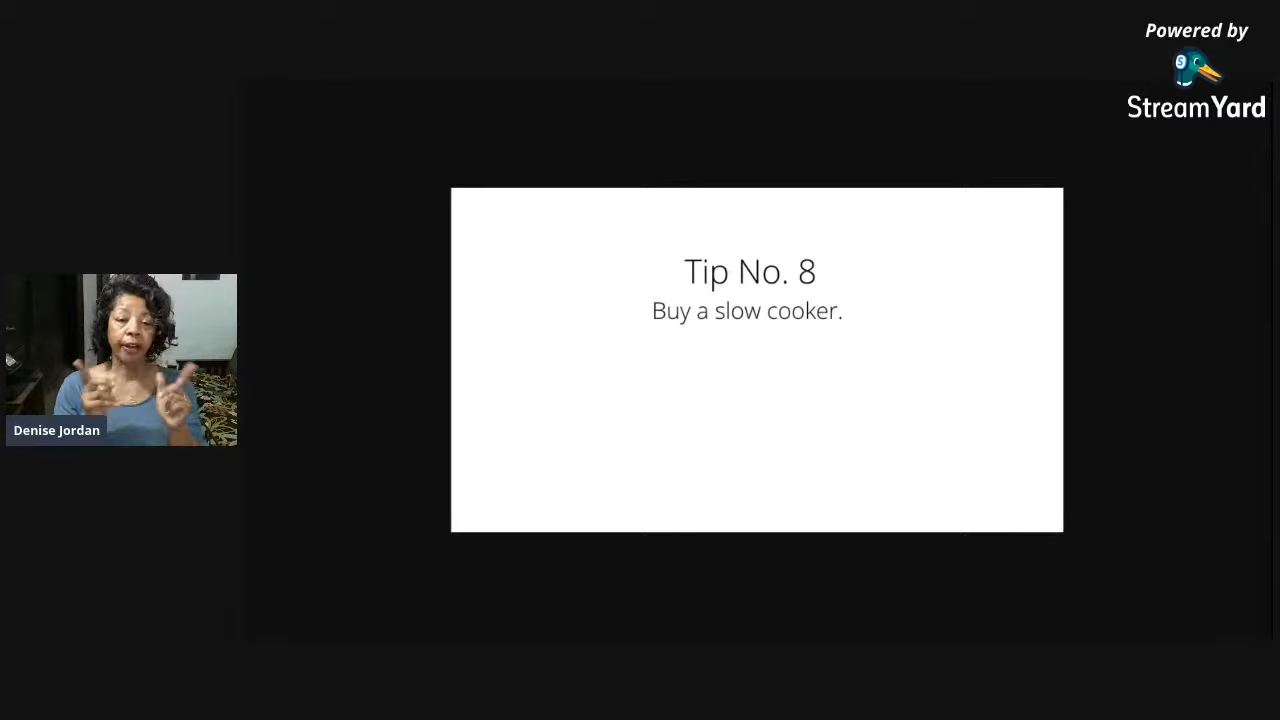 Powered by
StreamYard
Tip No. 8
Buy a slow cooker.
Denise Jordan